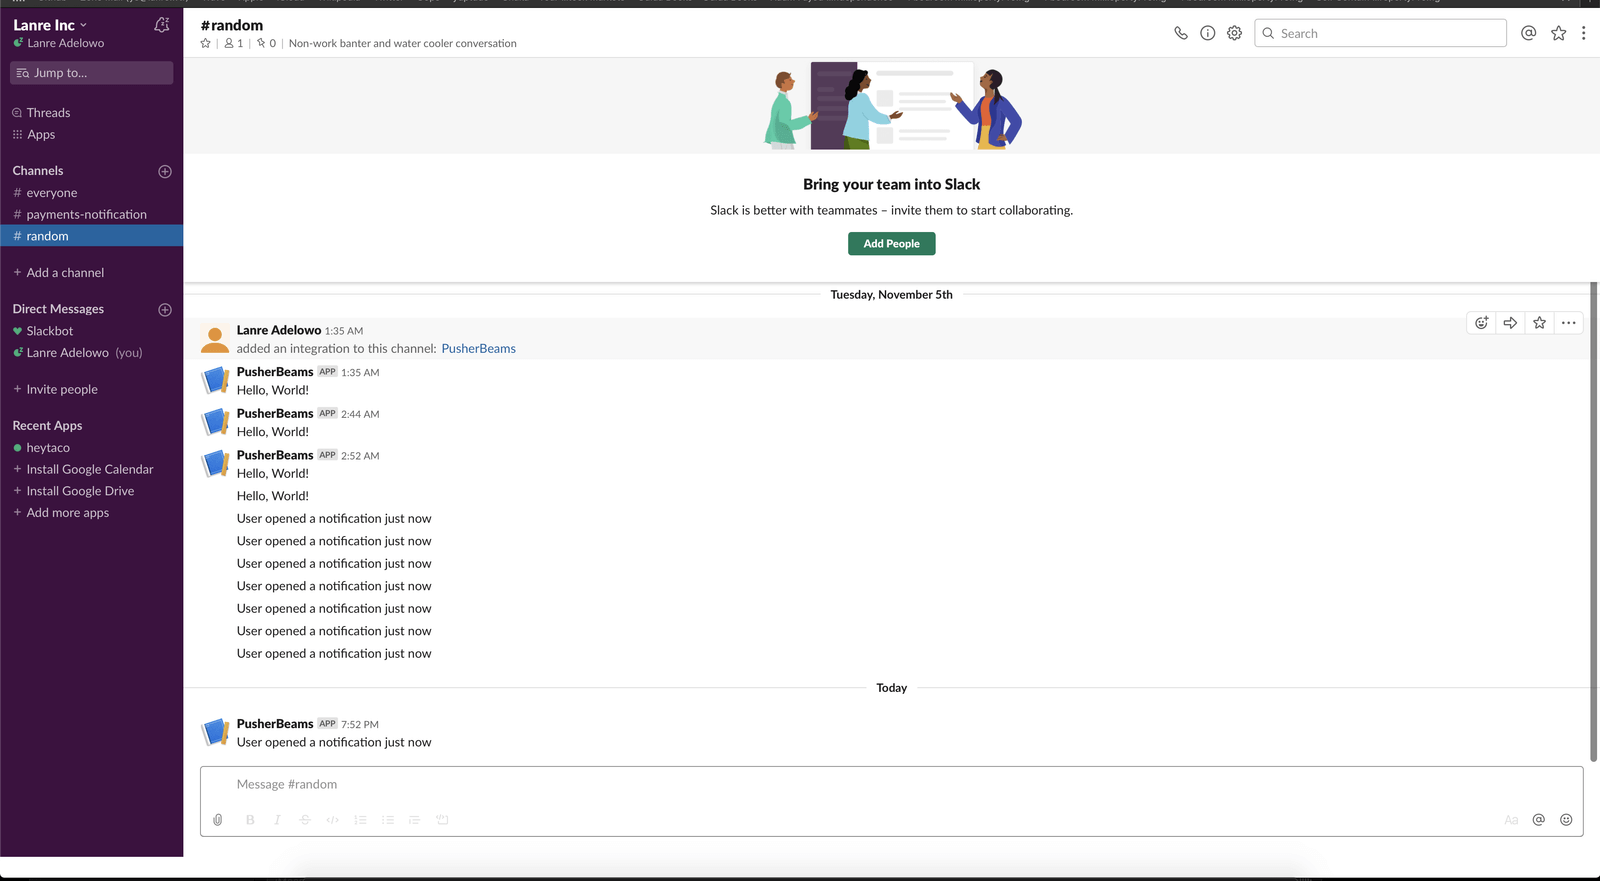 Lanre Inc
Lanre Adelowo
Jump to...
Threads
Apps
Channels
# everyone
# payments-notification
# random
+ Add a channel
Direct Messages
Slackbot
Lanre Adelowo (you)
+ Invite people
Recent Apps
heytaco
+ Install Google Calendar
+ Install Google Drive
+ Add more apps
#random
1 | 0 | Non-work banter and water cooler conversation
Search
Bring your team into Slack
Slack is better with teammates – invite them to start collaborating.
Add People
Tuesday, November 5th
Lanre Adelowo 1:35 AM
added an integration to this channel: PusherBeams
PusherBeams APP 1:35 AM
Hello, World!
PusherBeams APP 2:44 AM
Hello, World!
PusherBeams APP 2:52 AM
Hello, World!
Hello, World!
User opened a notification just now
User opened a notification just now
User opened a notification just now
User opened a notification just now
User opened a notification just now
User opened a notification just now
User opened a notification just now
Today
PusherBeams APP 7:52 PM
User opened a notification just now
Message #random
B I S </> Aa @